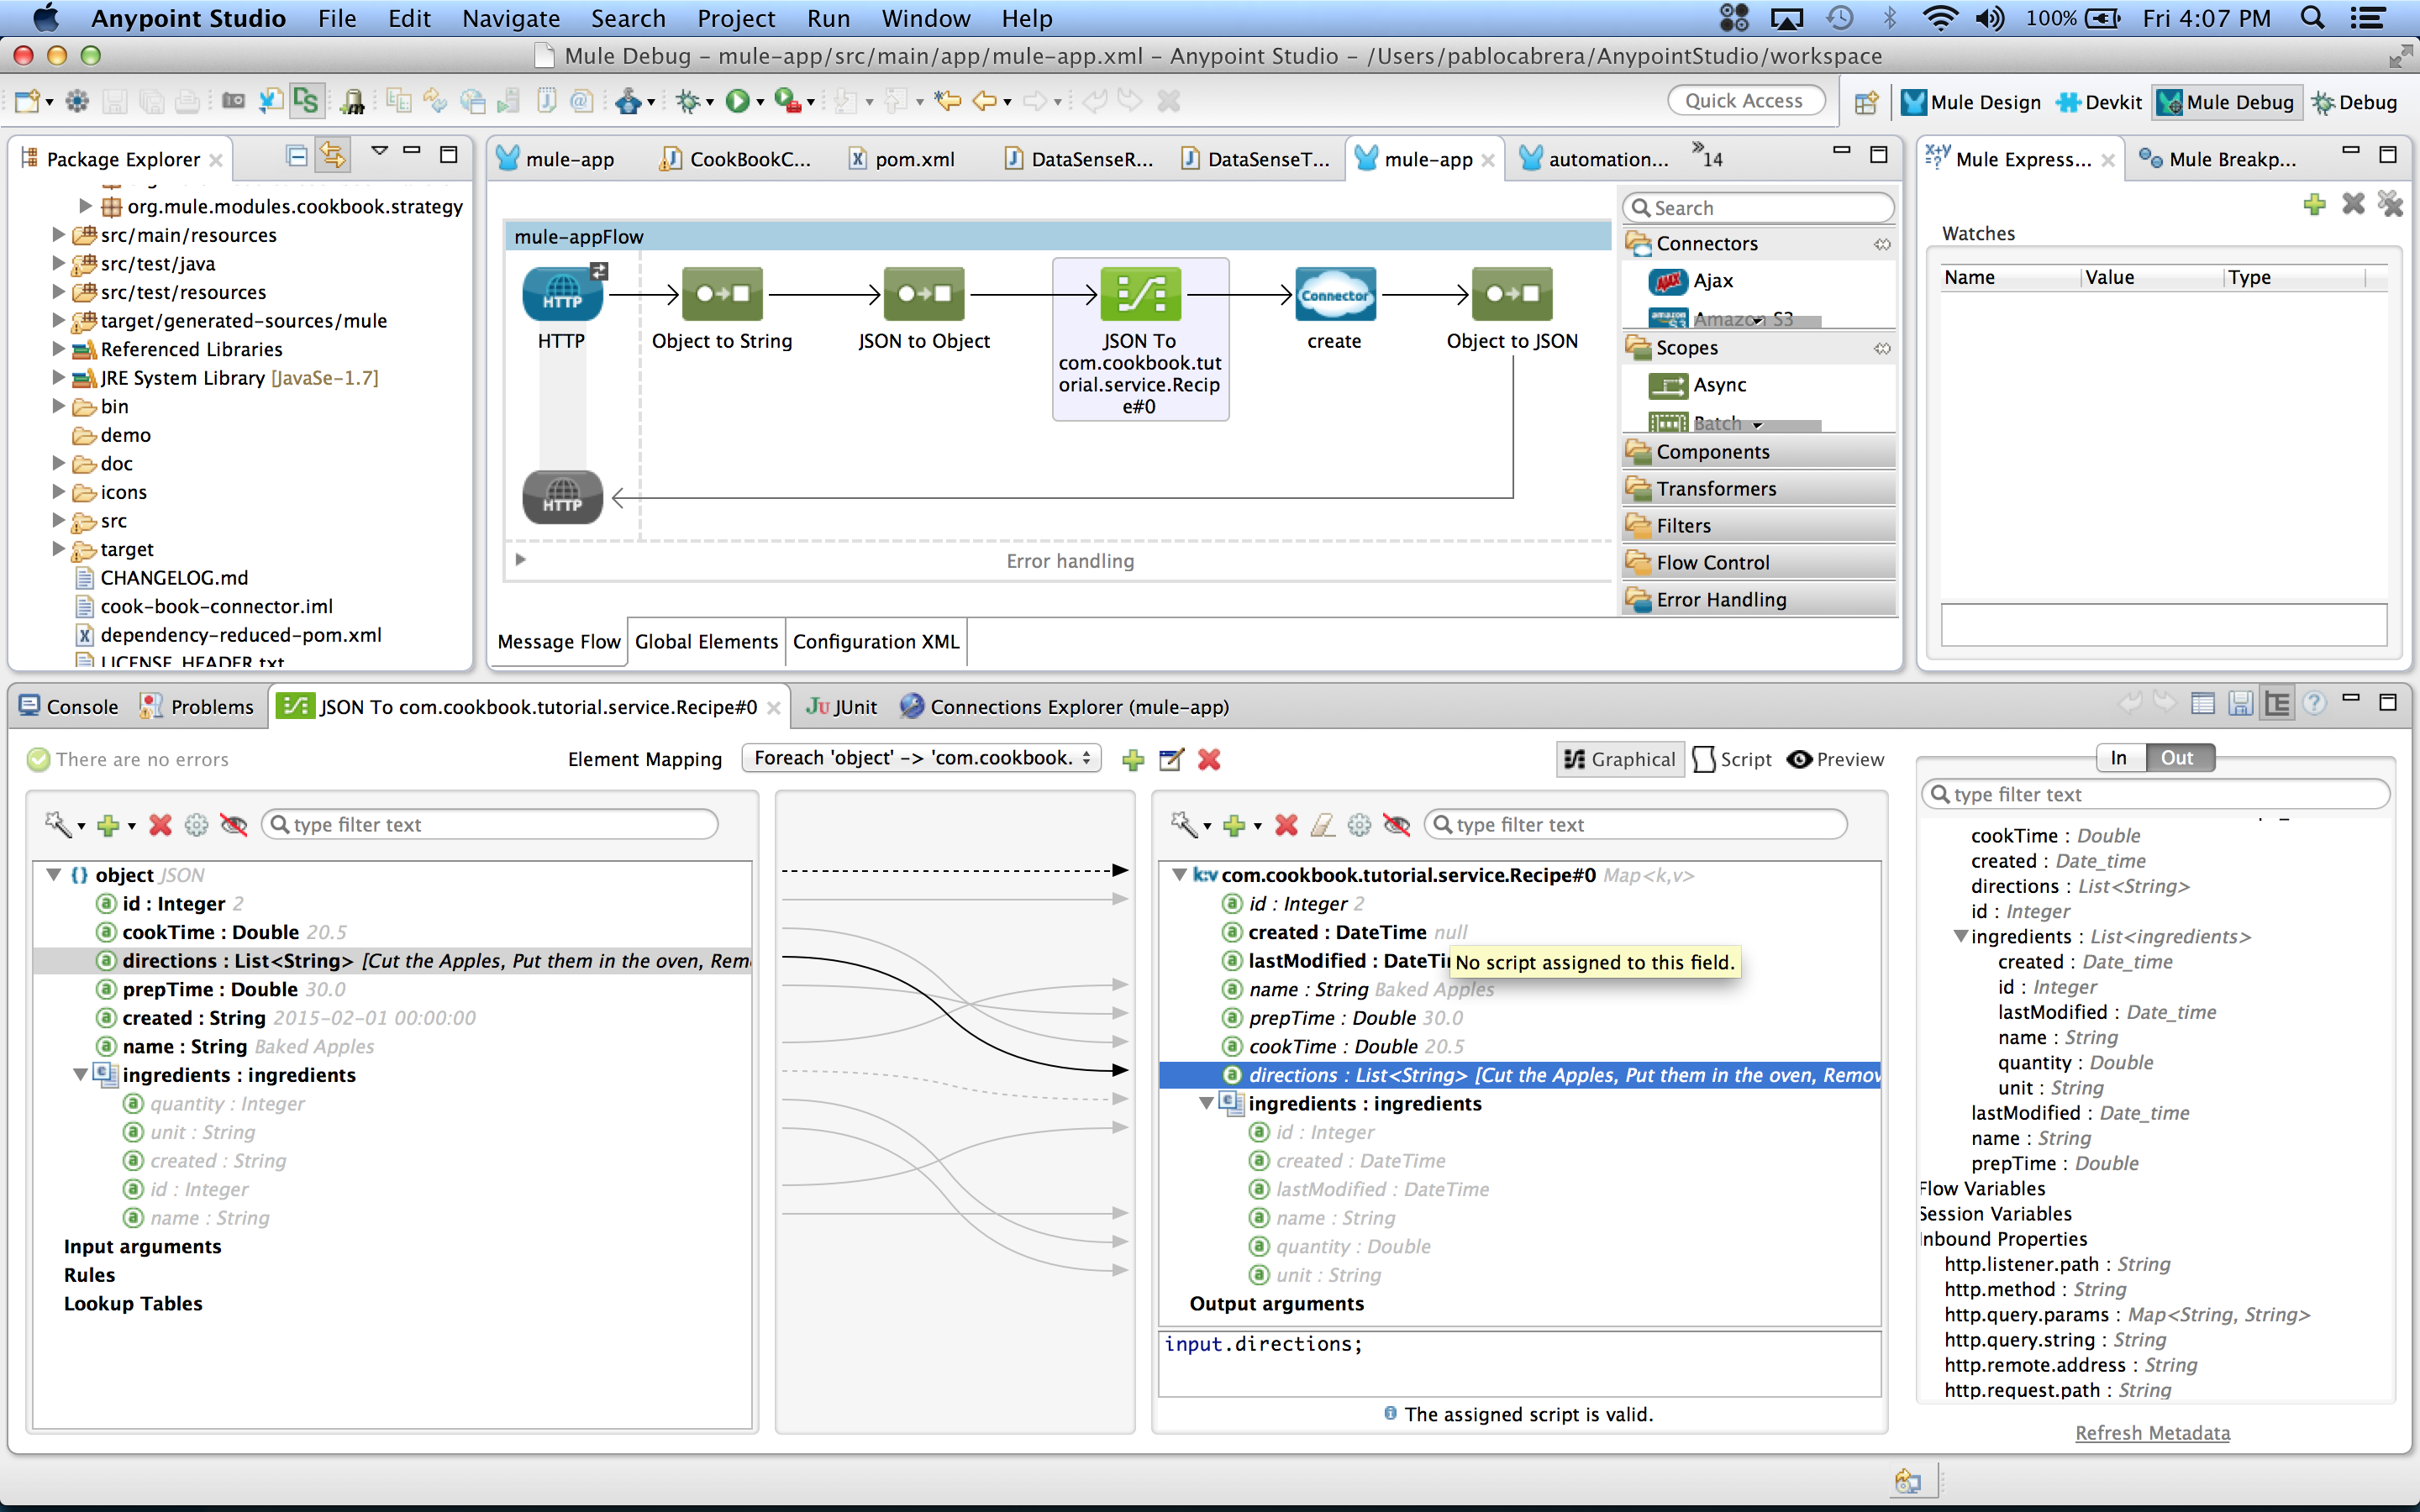 Anypoint Studio File Edit Navigate Search Project Run Window Help 100% Fri 4:07 PM
Mule Debug – mule-app/src/main/app/mule-app.xml – Anypoint Studio – /Users/pablocabrera/AnypointStudio/workspace
Quick Access Mule Design Devkit Mule Debug Debug
Package Explorer
org.mule.modules.cookbook.strategy
src/main/resources
src/test/java
src/test/resources
target/generated-sources/mule
Referenced Libraries
JRE System Library [JavaSe-1.7]
bin
demo
doc
icons
src
target
CHANGELOG.md
cook-book-connector.iml
dependency-reduced-pom.xml
LICENSE_HEADER.txt
mule-app CookBookC... pom.xml DataSenseR... DataSenseT... mule-app automation... »14
mule-appFlow
HTTP
HTTP
Object to String
JSON to Object
JSON To
com.cookbook.tut
orial.service.Recip
e#0
Connector
create
Object to JSON
HTTP
Error handling
Message Flow Global Elements Configuration XML
Search
Connectors
Ajax
Amazon S3
Scopes
Async
Batch
Components
Transformers
Filters
Flow Control
Error Handling
Mule Express... Mule Breakp...
Watches
Name Value Type
Console Problems JSON To com.cookbook.tutorial.service.Recipe#0 JUnit Connections Explorer (mule-app)
There are no errors
Element Mapping Foreach 'object' -> 'com.cookbook.
Graphical Script Preview
type filter text
object JSON
id : Integer 2
cookTime : Double 20.5
directions : List<String> [Cut the Apples, Put them in the oven, Rem
prepTime : Double 30.0
created : String 2015-02-01 00:00:00
name : String Baked Apples
ingredients : ingredients
quantity : Integer
unit : String
created : String
id : Integer
name : String
Input arguments
Rules
Lookup Tables
type filter text
k:v com.cookbook.tutorial.service.Recipe#0 Map<k,v>
id : Integer 2
created : DateTime null
lastModified : DateTi
No script assigned to this field.
name : String Baked Apples
prepTime : Double 30.0
cookTime : Double 20.5
directions : List<String> [Cut the Apples, Put them in the oven, Remov
ingredients : ingredients
id : Integer
created : DateTime
lastModified : DateTime
name : String
quantity : Double
unit : String
Output arguments
input.directions;
The assigned script is valid.
In Out
type filter text
cookTime : Double
created : Date_time
directions : List<String>
id : Integer
ingredients : List<ingredients>
created : Date_time
id : Integer
lastModified : Date_time
name : String
quantity : Double
unit : String
lastModified : Date_time
name : String
prepTime : Double
Flow Variables
Session Variables
Inbound Properties
http.listener.path : String
http.method : String
http.query.params : Map<String, String>
http.query.string : String
http.remote.address : String
http.request.path : String
Refresh Metadata